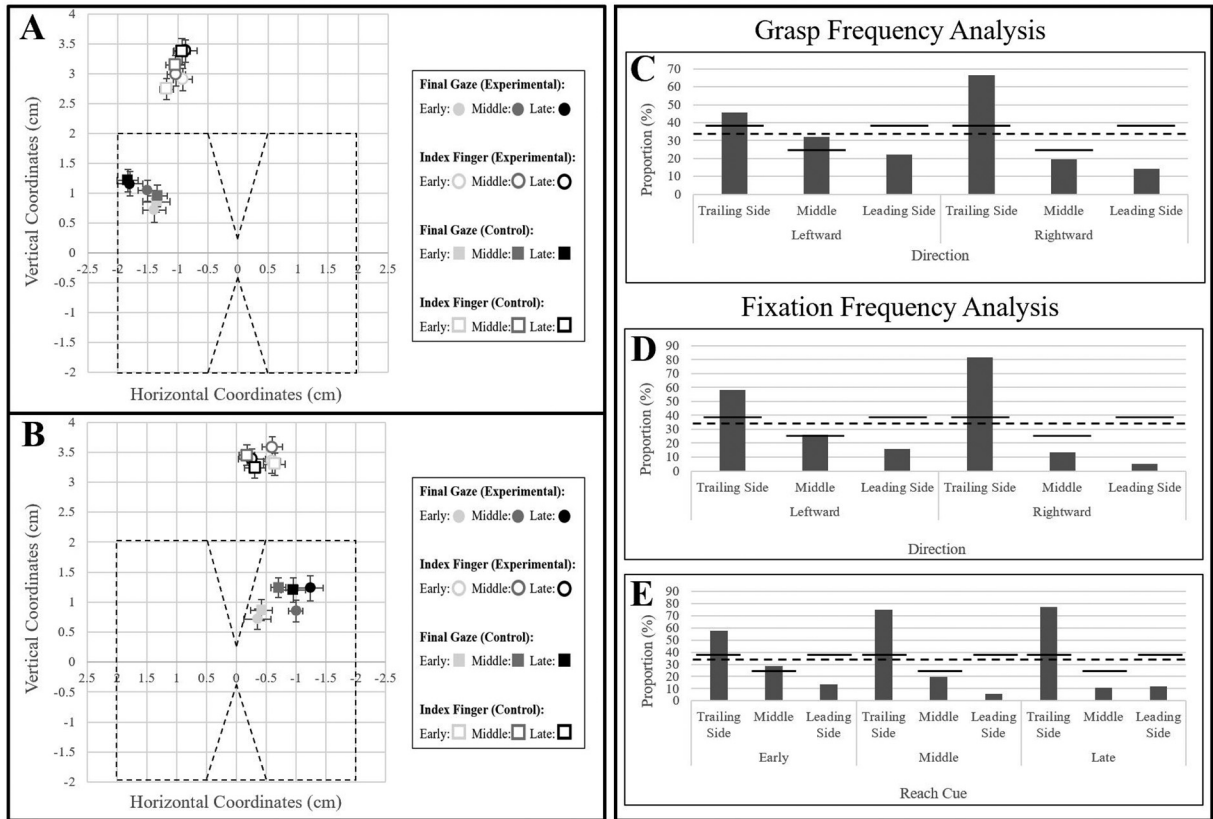 A
Vertical Coordinates (cm)
4
3.5
3
2.5
2
1.5
1
0.5
0
-0.5
-1
-1.5
-2
2.5 -2 -1.5 -1 -0.5 0 0.5 1 1.5 2 2.5
Horizontal Coordinates (cm)
Final Gaze (Experimental):
Early: Middle: Late:
Index Finger (Experimental):
Early: Middle: Late:
Final Gaze (Control):
Early: Middle: Late:
Index Finger (Control):
Early: Middle: Late:
B
Vertical Coordinates (cm)
4
3.5
3
2.5
2
1.5
1
0.5
0
-0.5
-1
-1.5
-2
2.5 2 1.5 1 0.5 0 -0.5 -1 -1.5 -2 -2.5
Horizontal Coordinates (cm)
Final Gaze (Experimental):
Early: Middle: Late:
Index Finger (Experimental):
Early: Middle: Late:
Final Gaze (Control):
Early: Middle: Late:
Index Finger (Control):
Early: Middle: Late:
Grasp Frequency Analysis
C
Proportion (%)
70
60
50
40
30
20
10
0
Trailing Side Middle Leading Side Trailing Side Middle Leading Side
Leftward Rightward
Direction
Fixation Frequency Analysis
D
Proportion (%)
90
80
70
60
50
40
30
20
10
0
Trailing Side Middle Leading Side Trailing Side Middle Leading Side
Leftward Rightward
Direction
E
Proportion (%)
90
80
70
60
50
40
30
20
10
0
Trailing Middle Leading Trailing Middle Leading Trailing Middle Leading
Side Side Side Side Side Side
Early Middle Late
Reach Cue